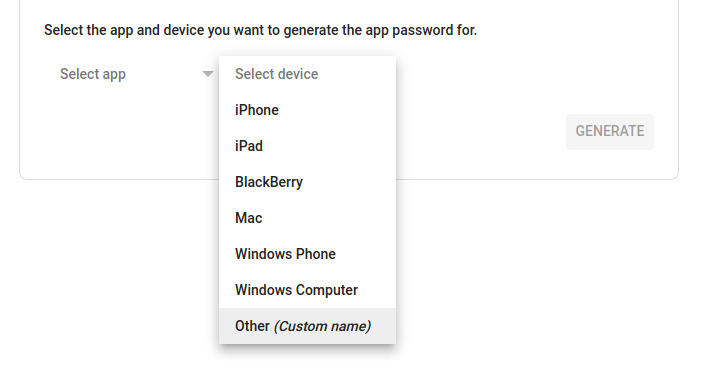 Select the app and device you want to generate the app password for.
Select app
Select device
iPhone
iPad
BlackBerry
Mac
Windows Phone
Windows Computer
Other (Custom name)
GENERATE